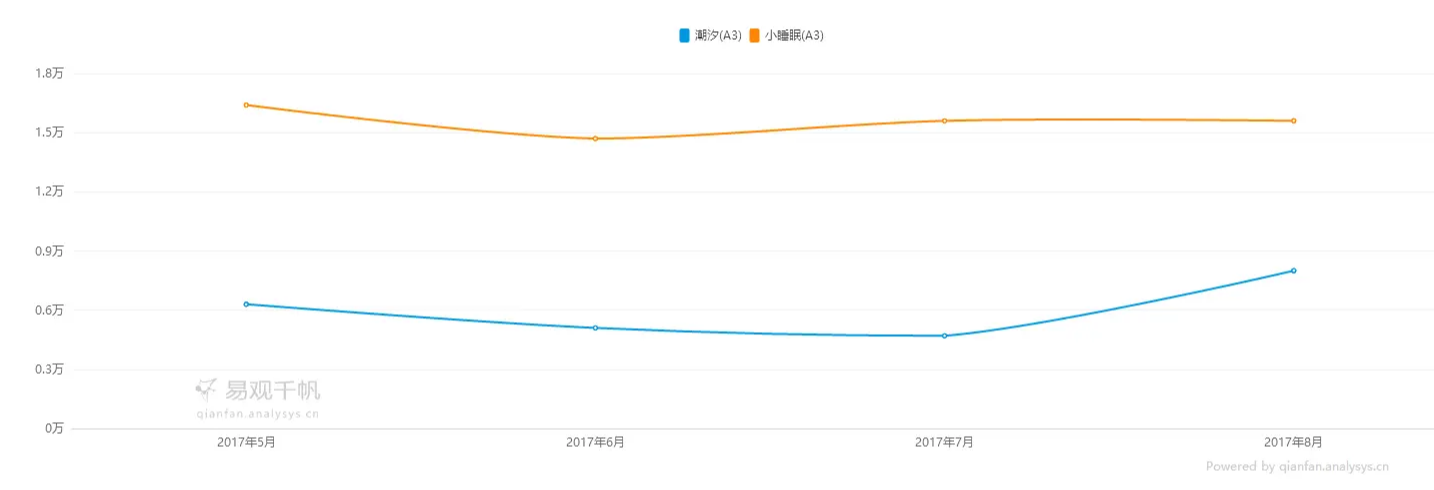 潮汐(A3) 小睡眠(A3)
1.8万
1.5万
1.2万
0.9万
0.6万
0.3万
0万
易观千帆
qianfan.analysys.cn
2017年5月 2017年6月 2017年7月 2017年8月
Powered by qianfan.analysys.cn